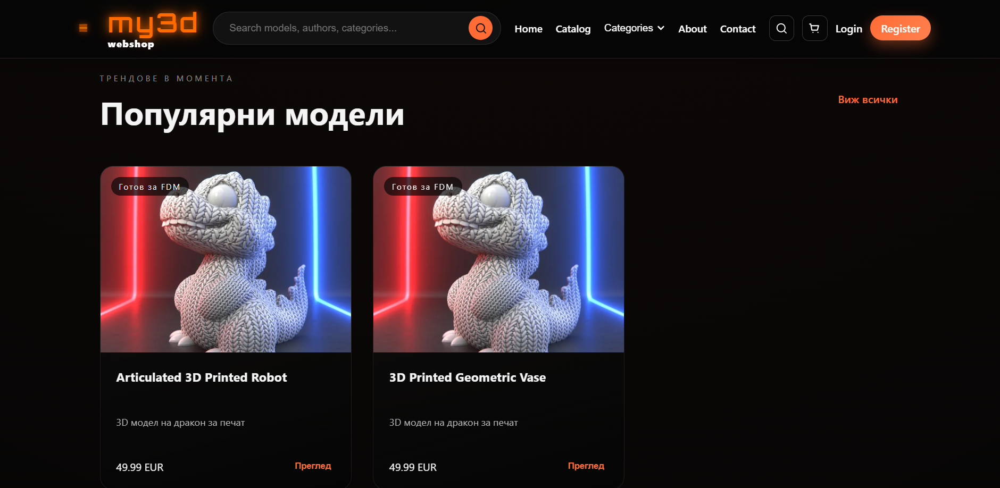 my3d
webshop
Search models, authors, categories...
Home
Catalog
Categories
About
Contact
Login
Register
ТРЕНДОВЕ В МОМЕНТА
Популярни модели
Виж всички
Готов за FDM
Готов за FDM
Articulated 3D Printed Robot
3D Printed Geometric Vase
3D модел на дракон за печат
3D модел на дракон за печат
49.99 EUR
Преглед
49.99 EUR
Преглед